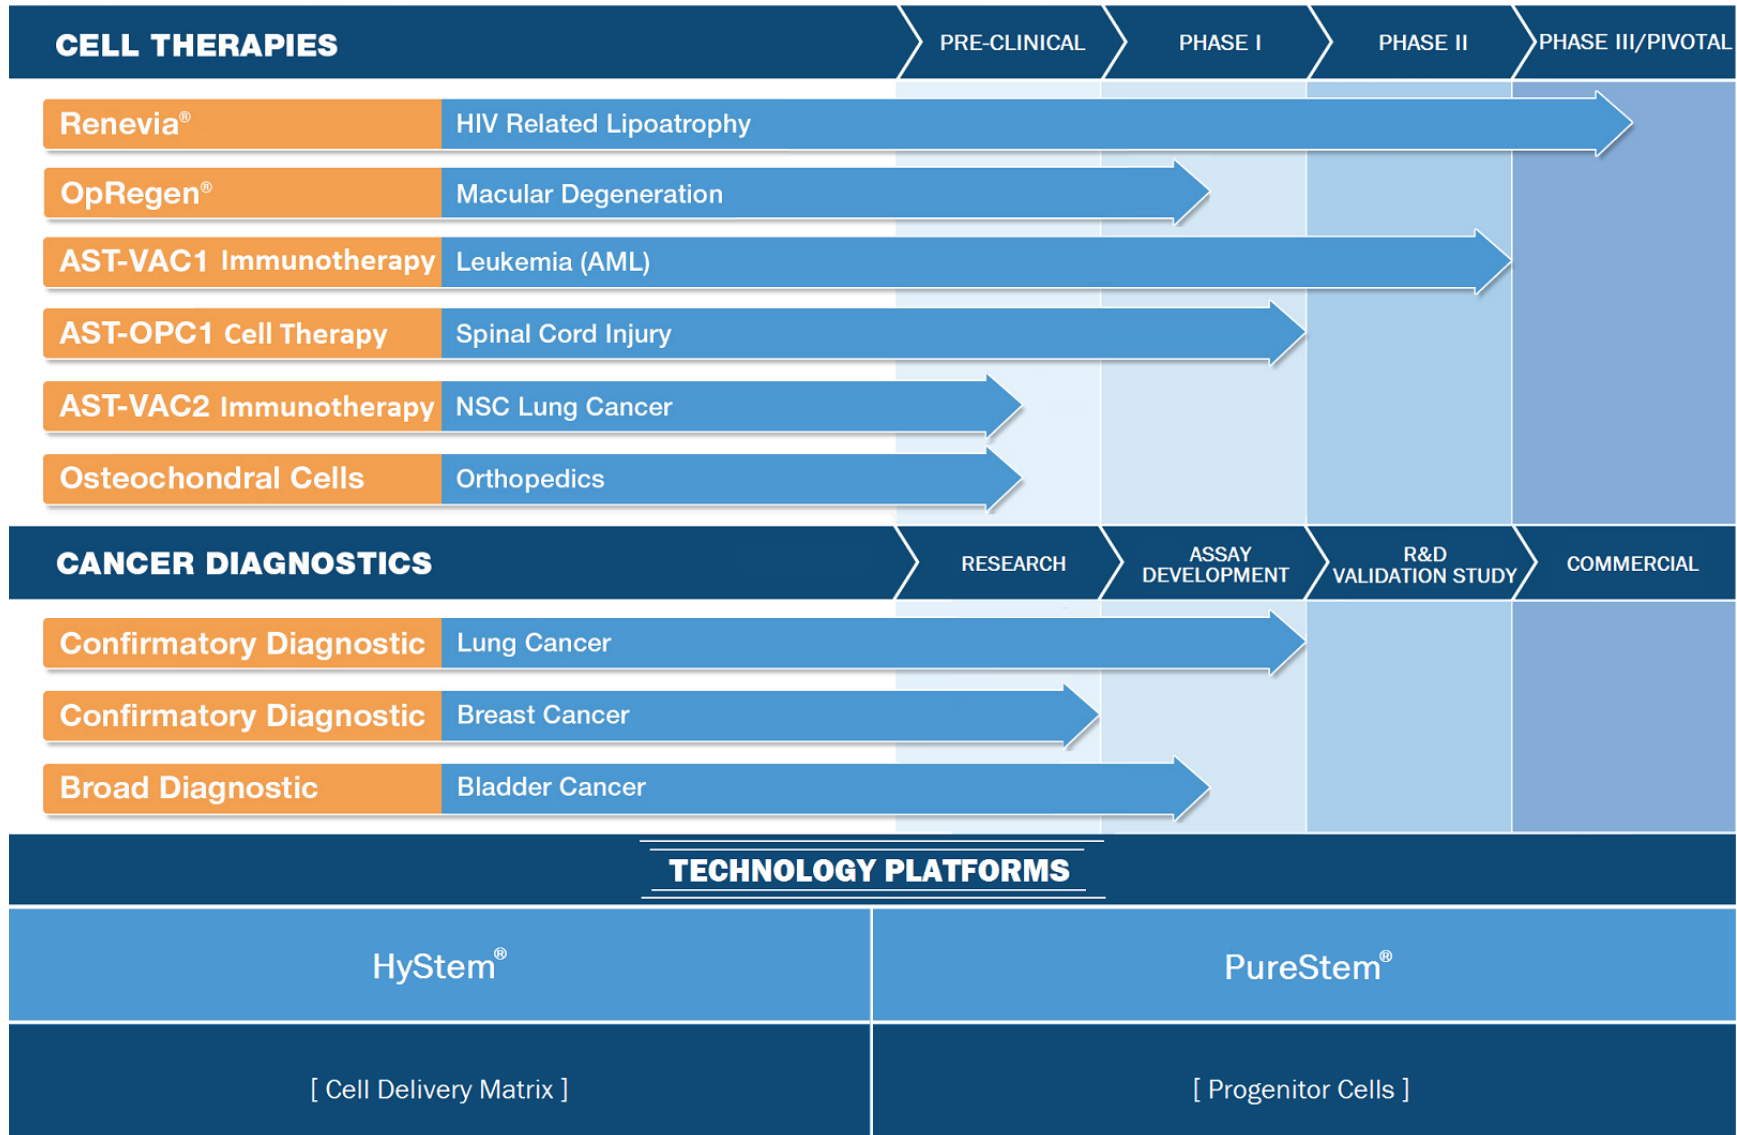 CELL THERAPIES PRE-CLINICAL PHASE I PHASE II PHASE III/PIVOTAL
Renevia® HIV Related Lipoatrophy
OpRegen® Macular Degeneration
AST-VAC1 Immunotherapy Leukemia (AML)
AST-OPC1 Cell Therapy Spinal Cord Injury
AST-VAC2 Immunotherapy NSC Lung Cancer
Osteochondral Cells Orthopedics
CANCER DIAGNOSTICS RESEARCH ASSAY DEVELOPMENT R&D VALIDATION STUDY COMMERCIAL
Confirmatory Diagnostic Lung Cancer
Confirmatory Diagnostic Breast Cancer
Broad Diagnostic Bladder Cancer
TECHNOLOGY PLATFORMS
HyStem® PureStem®
[ Cell Delivery Matrix ] [ Progenitor Cells ]